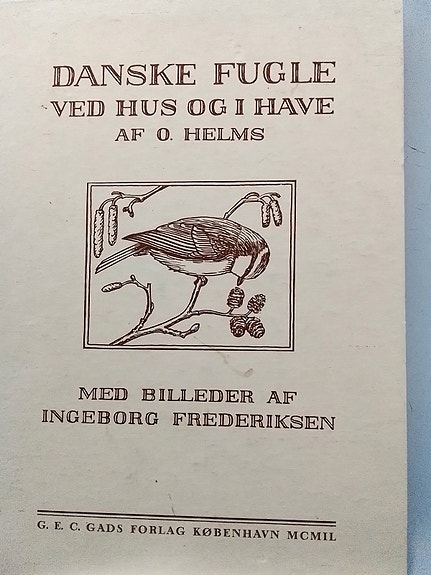 DANSKE FUGLE
VED HUS OG I HAVE
AF O. HELMS
MED BILLEDER AF
INGEBORG FREDERIKSEN
G. E. C. GADS FORLAG KØBENHAVN MCMIL